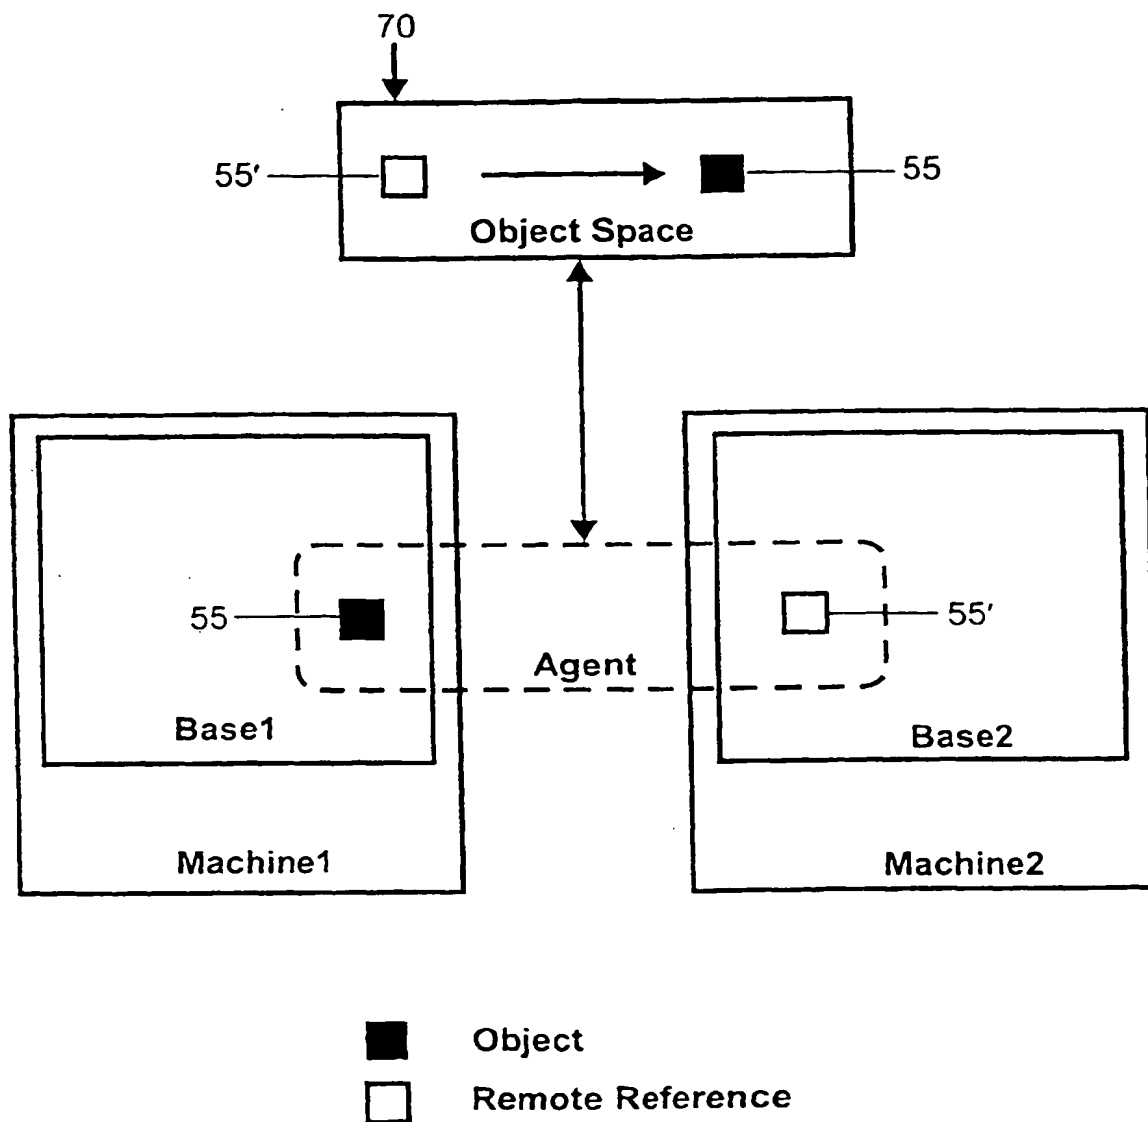 70
55′
55
Object Space
55
55′
Agent
Base1
Base2
Machine1
Machine2
Object
Remote Reference